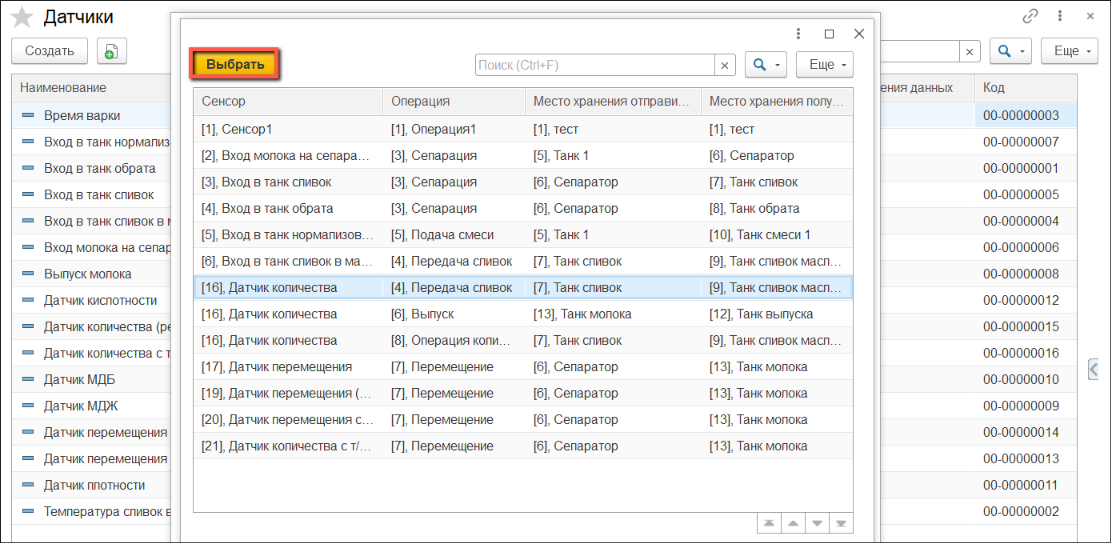 Датчики
Создать
Еще
Наименование
ения данных
Код
Время варки
00-00000003
Вход в танк нормализ
00-00000007
Вход в танк обрата
00-00000001
Вход в танк сливок
00-00000005
Вход в танк сливок в м
00-00000004
Вход молока на сепар
00-00000006
Выпуск молока
00-00000008
Датчик кислотности
00-00000012
Датчик количества (ре
00-00000015
Датчик количества с т
00-00000016
Датчик МДБ
00-00000010
Датчик МДЖ
00-00000009
Датчик перемещения
00-00000014
Датчик перемещения
00-00000013
Датчик плотности
00-00000011
Температура сливок в
00-00000002
Выбрать
Поиск (Ctrl+F)
Еще
Сенсор Операция Место хранения отправи... Место хранения полу...
[1], Сенсор1 [1], Операция1 [1], тест [1], тест
[2], Вход молока на сепара... [3], Сепарация [5], Танк 1 [6], Сепаратор
[3], Вход в танк сливок [3], Сепарация [6], Сепаратор [7], Танк сливок
[4], Вход в танк обрата [3], Сепарация [6], Сепаратор [8], Танк обрата
[5], Вход в танк нормализов... [5], Подача смеси [5], Танк 1 [10], Танк смеси 1
[6], Вход в танк сливок в ма... [4], Передача сливок [7], Танк сливок [9], Танк сливок масл...
[16], Датчик количества [4], Передача сливок [7], Танк сливок [9], Танк сливок масл...
[16], Датчик количества [6], Выпуск [13], Танк молока [12], Танк выпуска
[16], Датчик количества [8], Операция копи... [7], Танк сливок [9], Танк сливок масл...
[17], Датчик перемещения [7], Перемещение [6], Сепаратор [13], Танк молока
[19], Датчик перемещения (... [7], Перемещение [6], Сепаратор [13], Танк молока
[20], Датчик перемещения с... [7], Перемещение [6], Сепаратор [13], Танк молока
[21], Датчик количества с т/... [7], Перемещение [6], Сепаратор [13], Танк молока